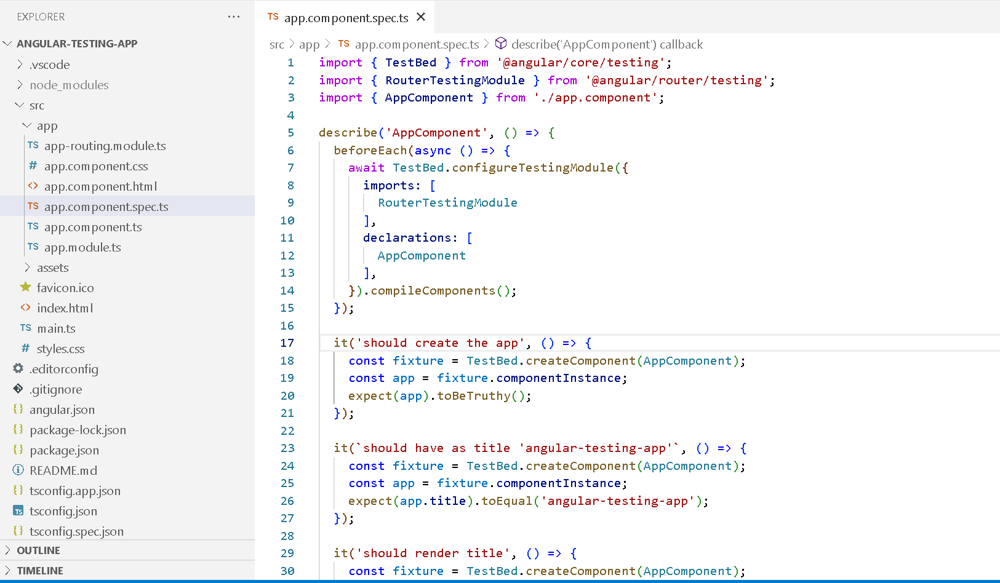 EXPLORER
ANGULAR-TESTING-APP
.vscode
node_modules
src
app
TS app-routing.module.ts
# app.component.css
<> app.component.html
TS app.component.spec.ts
TS app.component.ts
TS app.module.ts
assets
favicon.ico
<> index.html
TS main.ts
# styles.css
.editorconfig
.gitignore
{} angular.json
{} package-lock.json
{} package.json
README.md
{} tsconfig.app.json
TS tsconfig.json
{} tsconfig.spec.json
OUTLINE
TIMELINE
TS app.component.spec.ts
src > app > TS app.component.spec.ts > describe('AppComponent') callback
1 import { TestBed } from '@angular/core/testing';
2 import { RouterTestingModule } from '@angular/router/testing';
3 import { AppComponent } from './app.component';
4
5 describe('AppComponent', () => {
6 beforeEach(async () => {
7 await TestBed.configureTestingModule({
8 imports: [
9 RouterTestingModule
10 ],
11 declarations: [
12 AppComponent
13 ],
14 }).compileComponents();
15 });
16
17 it('should create the app', () => {
18 const fixture = TestBed.createComponent(AppComponent);
19 const app = fixture.componentInstance;
20 expect(app).toBeTruthy();
21 });
22
23 it(`should have as title 'angular-testing-app'`, () => {
24 const fixture = TestBed.createComponent(AppComponent);
25 const app = fixture.componentInstance;
26 expect(app.title).toEqual('angular-testing-app');
27 });
28
29 it('should render title', () => {
30 const fixture = TestBed.createComponent(AppComponent);